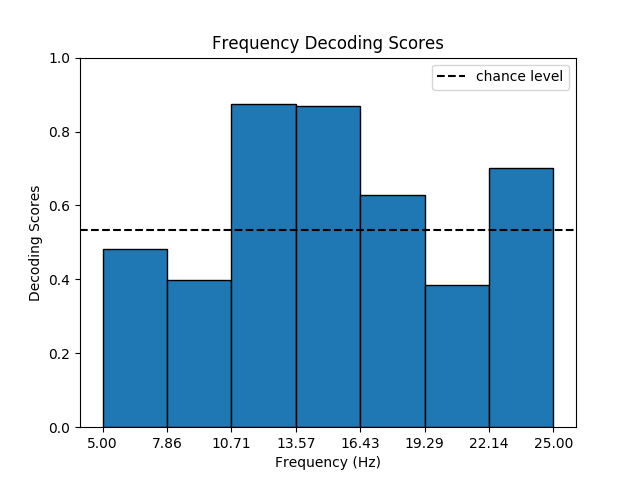 Frequency Decoding Scores
chance level
1.0
0.8
0.6
0.4
0.2
0.0
Decoding Scores
5.00 7.86 10.71 13.57 16.43 19.29 22.14 25.00
Frequency (Hz)